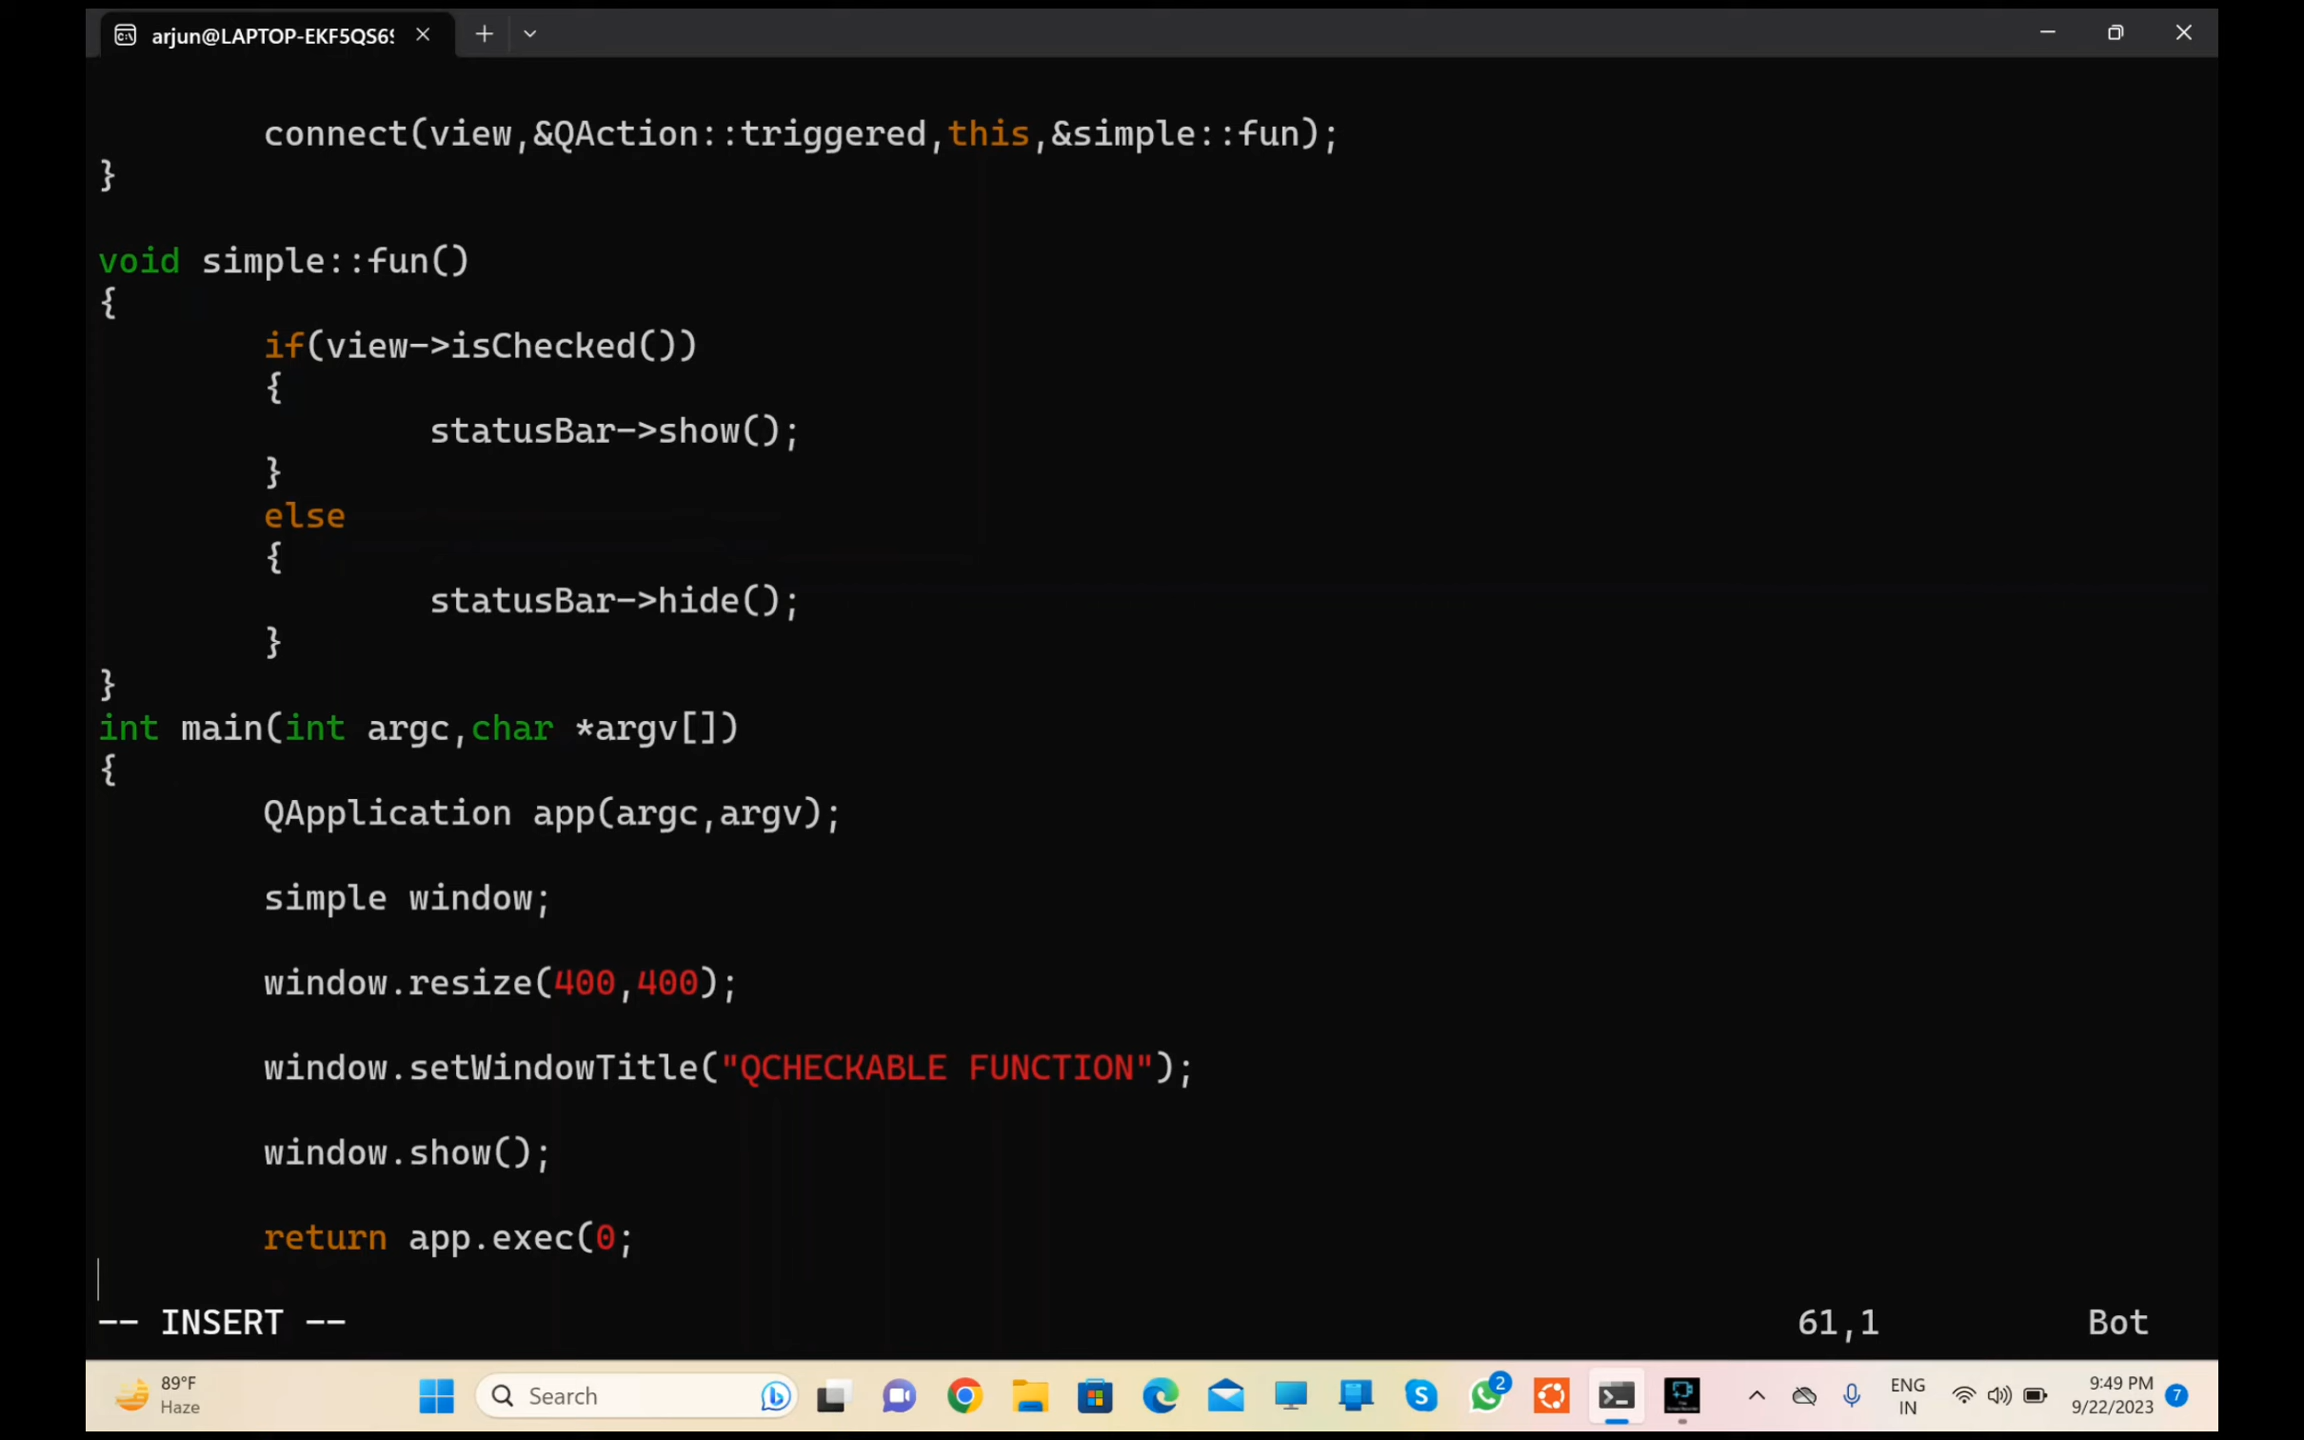 arjun@LAPTOP-EKF5QS6
connect(view,&QAction::triggered,this,&simple::fun);
}
void simple::fun()
{
if(view->isChecked())
{
statusBar->show();
}
else
{
statusBar->hide();
}
}
int main(int argc,char *argv[])
{
QApplication app(argc,argv);
simple window;
window.resize(400,400);
window.setWindowTitle("QCHECKABLE FUNCTION");
window.show();
return app.exec(0;
-- INSERT -- 61,1 Bot
89°F
Haze
Search
2
ENG
IN
9:49 PM
9/22/2023
7